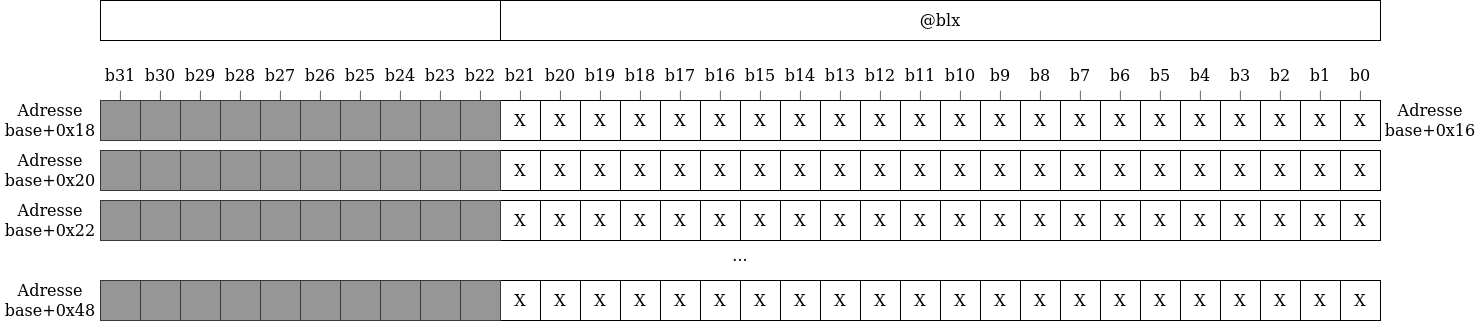 @blx
b31 b30 b29 b28 b27 b26 b25 b24 b23 b22 b21 b20 b19 b18 b17 b16 b15 b14 b13 b12 b11 b10 b9 b8 b7 b6 b5 b4 b3 b2 b1 b0
Adresse
base+0x18
X X X X X X X X X X X X X X X X X X X X X X
Adresse
base+0x16
Adresse
base+0x20
X X X X X X X X X X X X X X X X X X X X X X
Adresse
base+0x22
X X X X X X X X X X X X X X X X X X X X X X
...
Adresse
base+0x48
X X X X X X X X X X X X X X X X X X X X X X